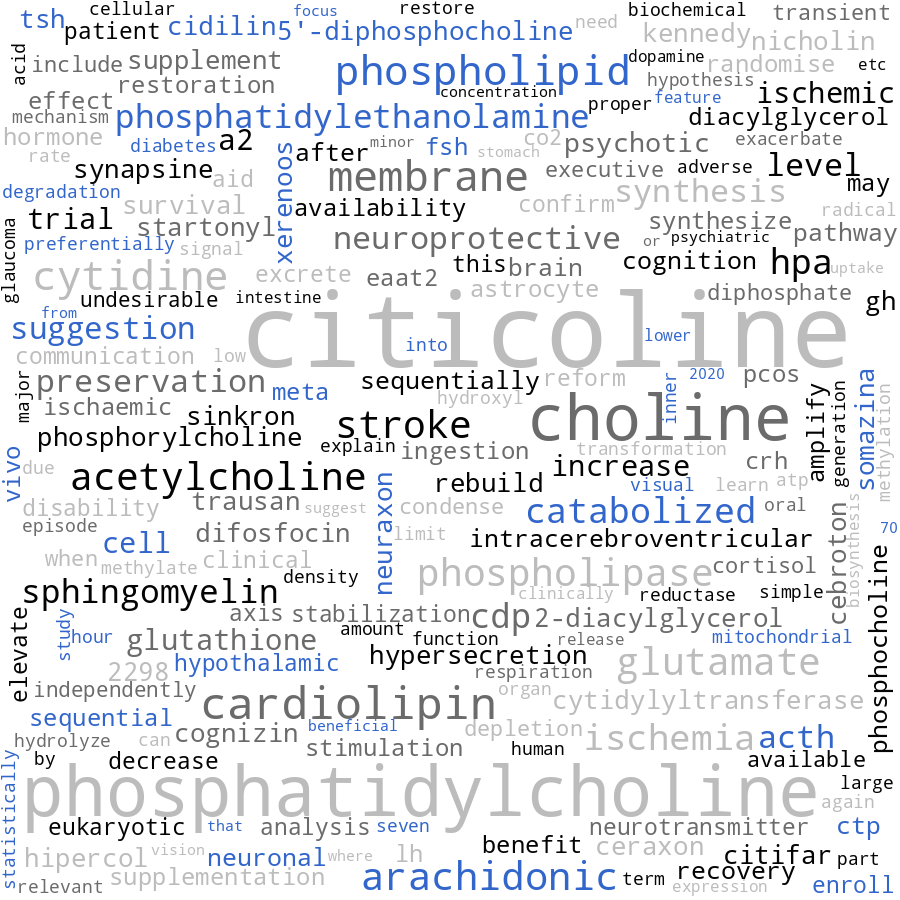 cellular focus restore biochemical transient
tsh patient cidilin 5'-diphosphocholine need kennedy nicholin
acid include supplement phospholipid dopamine randomise etc
restoration concentration hypothesis
effect phosphatidylethanolamine proper feature ischemic
mechanism diacylglycerol
hormone diabetes a2 after minor fsh stomach co2 psychotic exacerbate
rate synapsine aid xerenoos membrane executive adverse level
degradation survival availability confirm synthesis may
trial startonyl synthesize radical
glaucoma preferentially signal neuroprotective or psychiatric pathway
cytidine excrete eaat2 this brain cognition hpa uptake
undesirable intestine astrocyte diphosphate gh
from citicoline
suggestion into lower
communication low
major preservation meta sequentially reform inner 2020 pcos
ischaemic hydroxyl amplify generation somazina methylation
sinkron stroke choline
phosphorylcholine explain ingestion transformation
vivo due acetylcholine rebuild increase crh
visual learn atp
disability trausan suggest neuraxon condense catabolized oral
episode difosfocin limit intracerebroventricular 70
cell cebroton biosynthesis
when methylate clinical phospholipase cortisol
sphingomyelin density clinically reductase simple
elevate axis stabilization cdp 2-diacylglycerol phosphocholine
study hour glutathione amount function release mitochondrial
2298 hypothalamic hypersecretion glutamate
independently respiration
cardiolipin organ cytidylyltransferase
sequential beneficial
hydrolyze can cognizin depletion ischemia acth
by decrease stimulation human available
statistically phosphatidylcholine large
again
eukaryotic that analysis seven neurotransmitter ctp
benefit
hipercol vision neuronal where lh ceraxon citifar part
relevant supplementation arachidonic term recovery
expression enroll